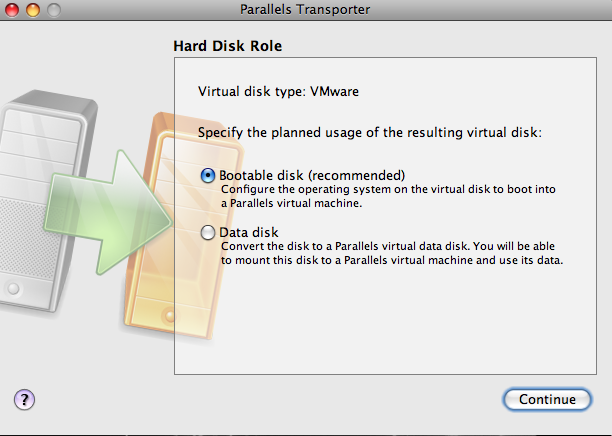 Parallels Transporter
Hard Disk Role
Virtual disk type: VMware
Specify the planned usage of the resulting virtual disk:
Bootable disk (recommended)
Configure the operating system on the virtual disk to boot into
a Parallels virtual machine.
Data disk
Convert the disk to a Parallels virtual data disk. You will be able
to mount this disk to a Parallels virtual machine and use its data.
?
Continue